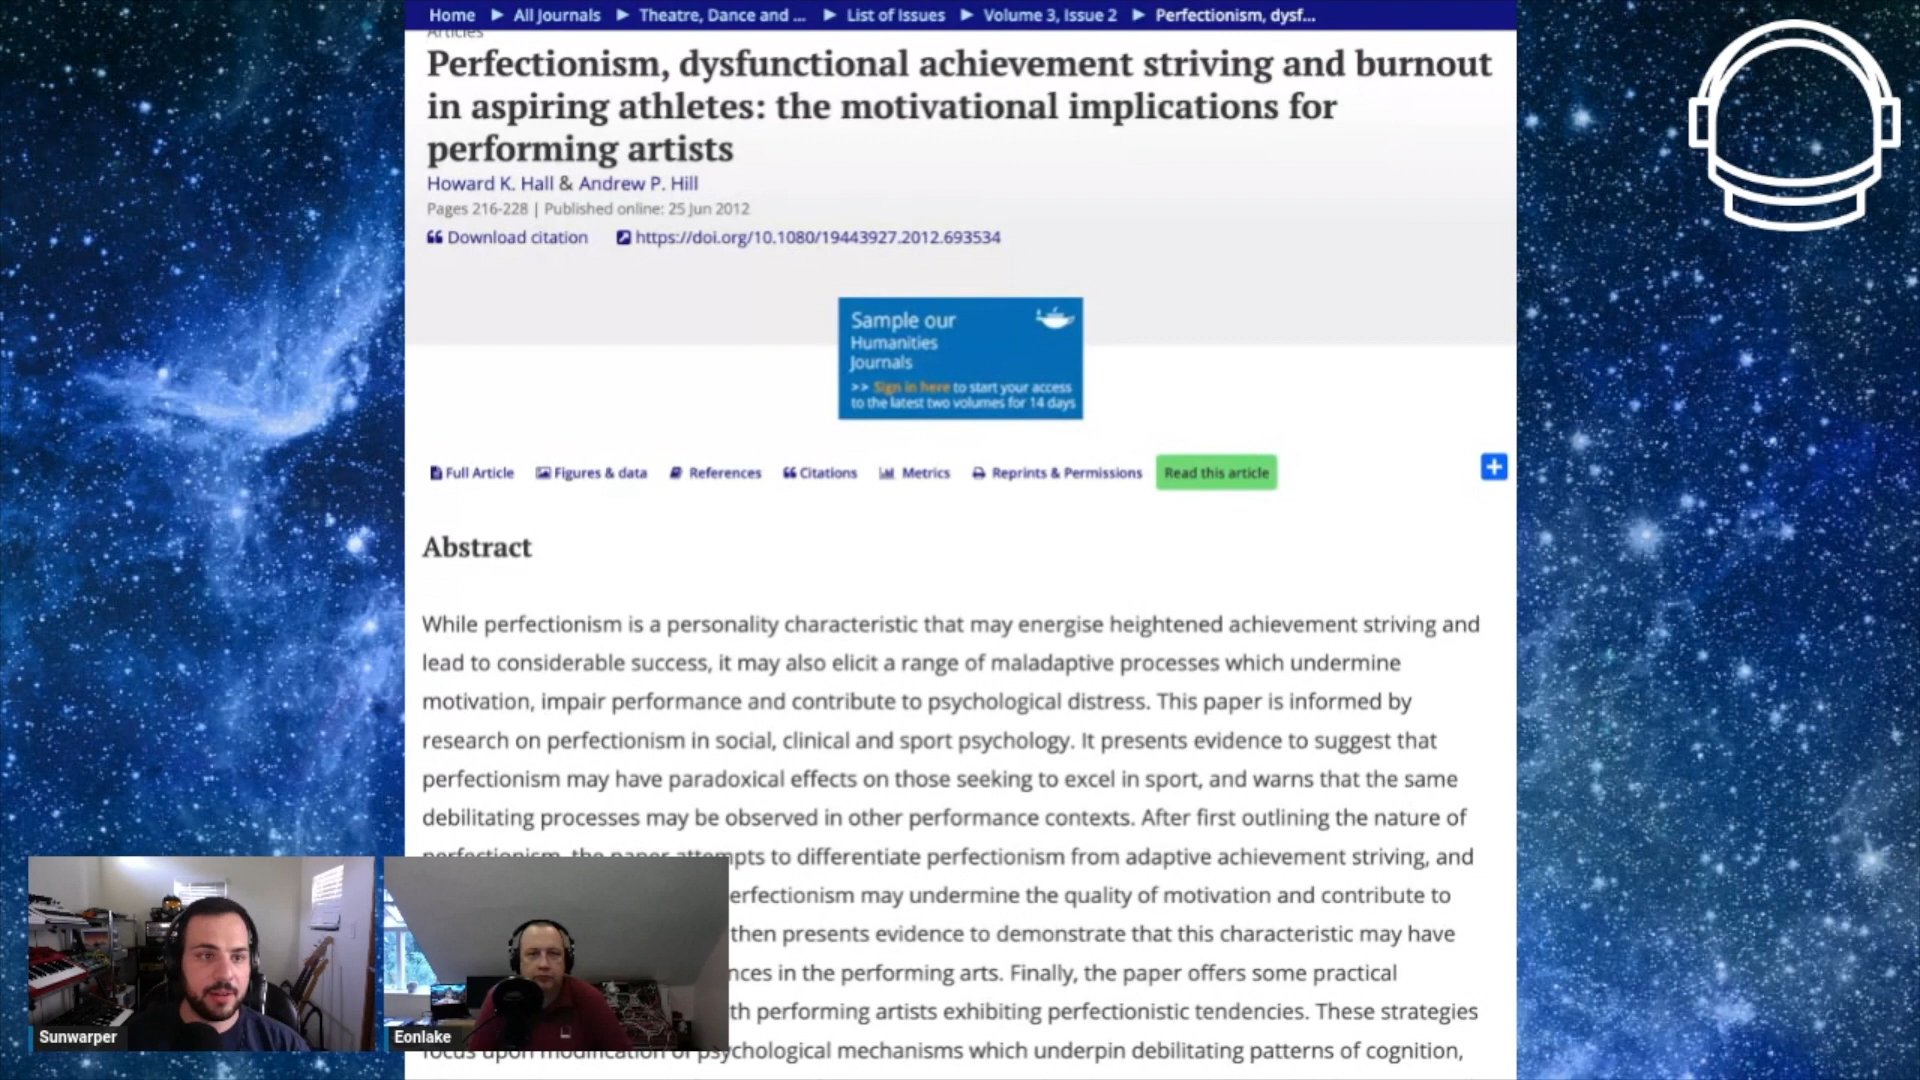 Home ▶ All Journals ▶ Theatre, Dance and ... ▶ List of Issues ▶ Volume 3, Issue 2 ▶ Perfectionism, dysf...
Articles
Perfectionism, dysfunctional achievement striving and burnout
in aspiring athletes: the motivational implications for
performing artists
Howard K. Hall & Andrew P. Hill
Pages 216-228 | Published online: 25 Jun 2012
Download citation https://doi.org/10.1080/19443927.2012.693534
Sample our
Humanities
Journals
>> Sign in here to start your access
to the latest two volumes for 14 days
Full Article Figures & data References Citations Metrics Reprints & Permissions Read this article
Abstract
While perfectionism is a personality characteristic that may energise heightened achievement striving and
lead to considerable success, it may also elicit a range of maladaptive processes which undermine
motivation, impair performance and contribute to psychological distress. This paper is informed by
research on perfectionism in social, clinical and sport psychology. It presents evidence to suggest that
perfectionism may have paradoxical effects on those seeking to excel in sport, and warns that the same
debilitating processes may be observed in other performance contexts. After first outlining the nature of
perfectionism, the paper attempts to differentiate perfectionism from adaptive achievement striving, and
erfectionism may undermine the quality of motivation and contribute to
then presents evidence to demonstrate that this characteristic may have
nces in the performing arts. Finally, the paper offers some practical
th performing artists exhibiting perfectionistic tendencies. These strategies
focus upon modification of psychological mechanisms which underpin debilitating patterns of cognition,
Sunwarper
Eonlake